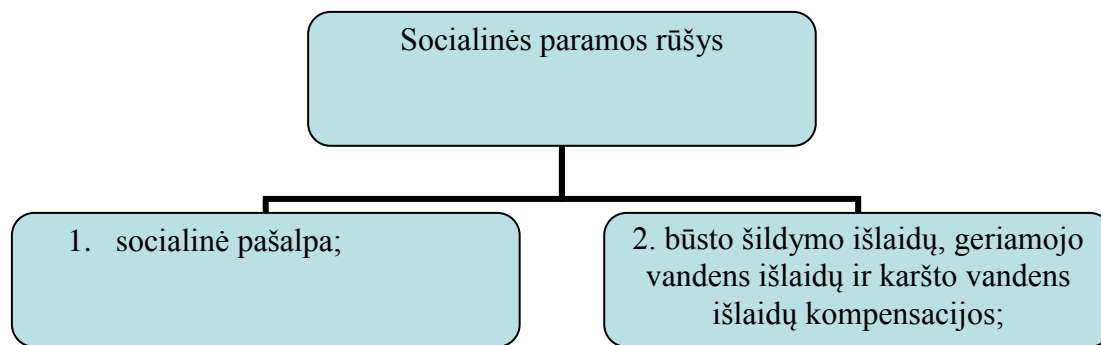 Socialinės paramos rūšys
1. socialinė pašalpa;
2. būsto šildymo išlaidų, geriamojo
vandens išlaidų ir karšto vandens
išlaidų kompensacijos;